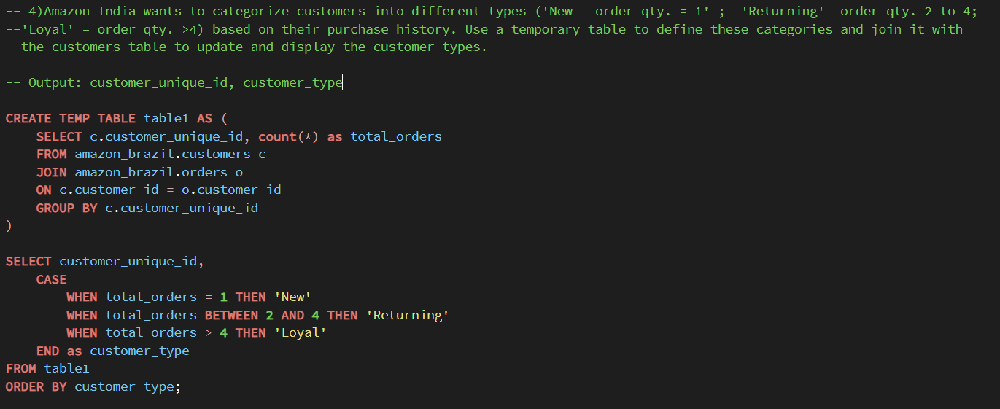 -- 4)Amazon India wants to categorize customers into different types ('New – order qty. = 1' ;  'Returning' –order qty. 2 to 4;
--'Loyal' – order qty. >4) based on their purchase history. Use a temporary table to define these categories and join it with
--the customers table to update and display the customer types.
-- Output: customer_unique_id, customer_type
CREATE TEMP TABLE table1 AS (
    SELECT c.customer_unique_id, count(*) as total_orders
    FROM amazon_brazil.customers c
    JOIN amazon_brazil.orders o
    ON c.customer_id = o.customer_id
    GROUP BY c.customer_unique_id
)
SELECT customer_unique_id,
    CASE
        WHEN total_orders = 1 THEN 'New'
        WHEN total_orders BETWEEN 2 AND 4 THEN 'Returning'
        WHEN total_orders > 4 THEN 'Loyal'
    END as customer_type
FROM table1
ORDER BY customer_type;